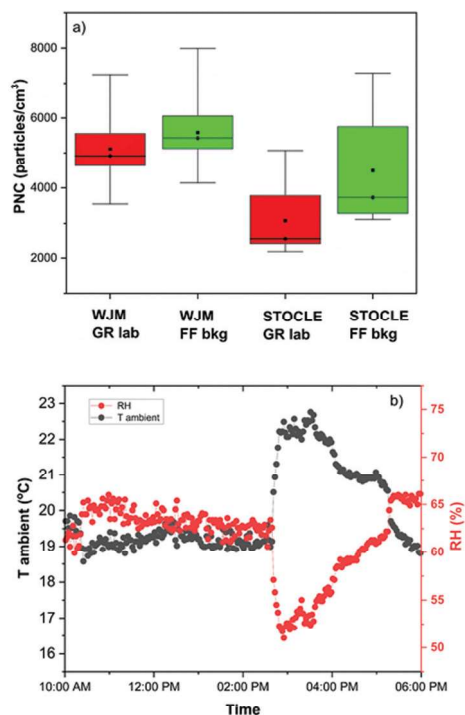 a)
PNC (particles/cm³)
8000
6000
4000
2000
WJM WJM STOCLE STOCLE
GR lab FF bkg GR lab FF bkg
b)
RH
T ambient
T ambient (°C)
23
22
21
20
19
18
17
16
RH (%)
75
70
65
60
55
50
10:00 AM 12:00 PM 02:00 PM 04:00 PM 06:00 PM
Time